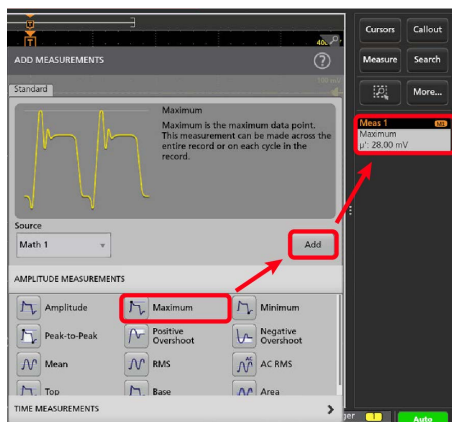 T
T
ADD MEASUREMENTS
?
Standard
Maximum
Maximum is the maximum data point.
This measurement can be made across the
entire record or on each cycle in the
record.
Source
Math 1
Add
AMPLITUDE MEASUREMENTS
Amplitude
Maximum
Minimum
Peak-to-Peak
Positive
Overshoot
Negative
Overshoot
Mean
RMS
AC
AC RMS
Top
Base
Area
TIME MEASUREMENTS
Cursors
Callout
Measure
Search
More...
Meas 1
M1
Maximum
µ': 28.00 mV
1
Auto